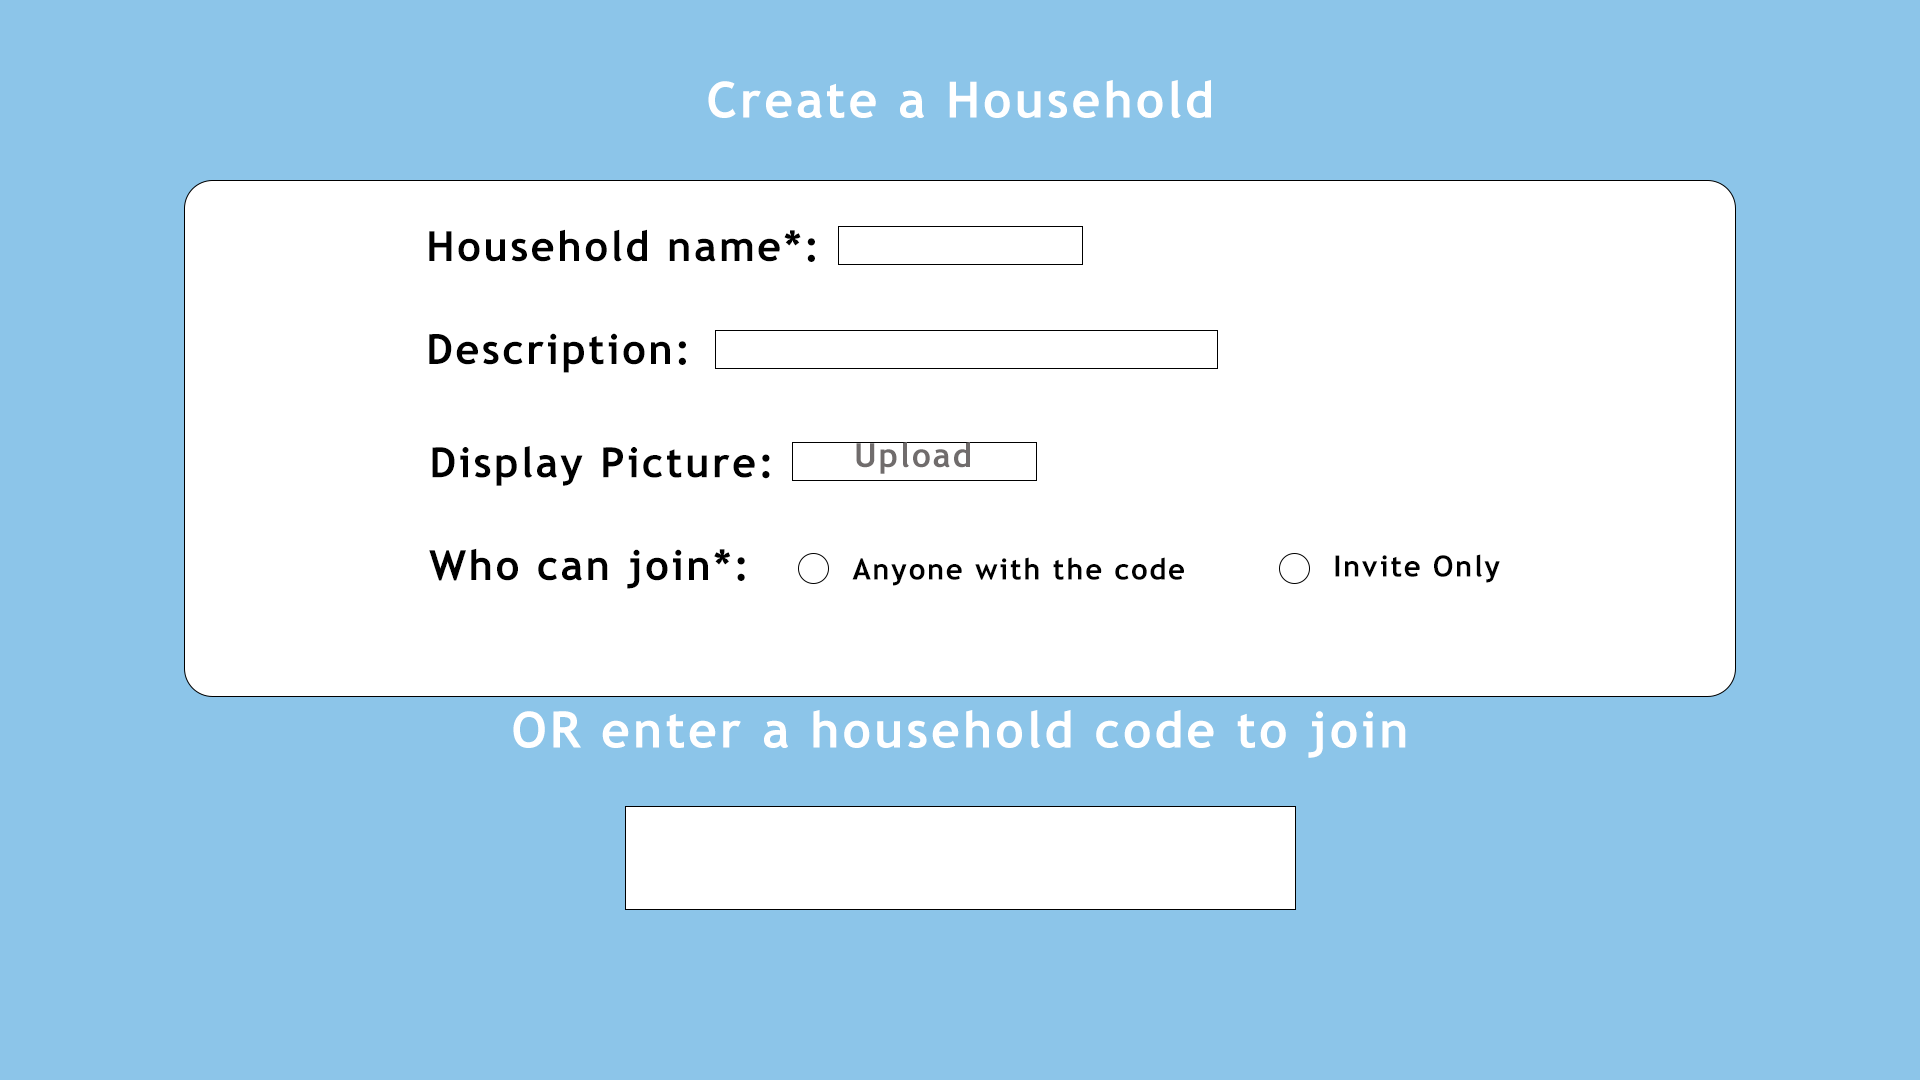 Create a Household
Household name*:
Description:
Display Picture: Upload
Who can join*: Anyone with the code Invite Only
OR enter a household code to join